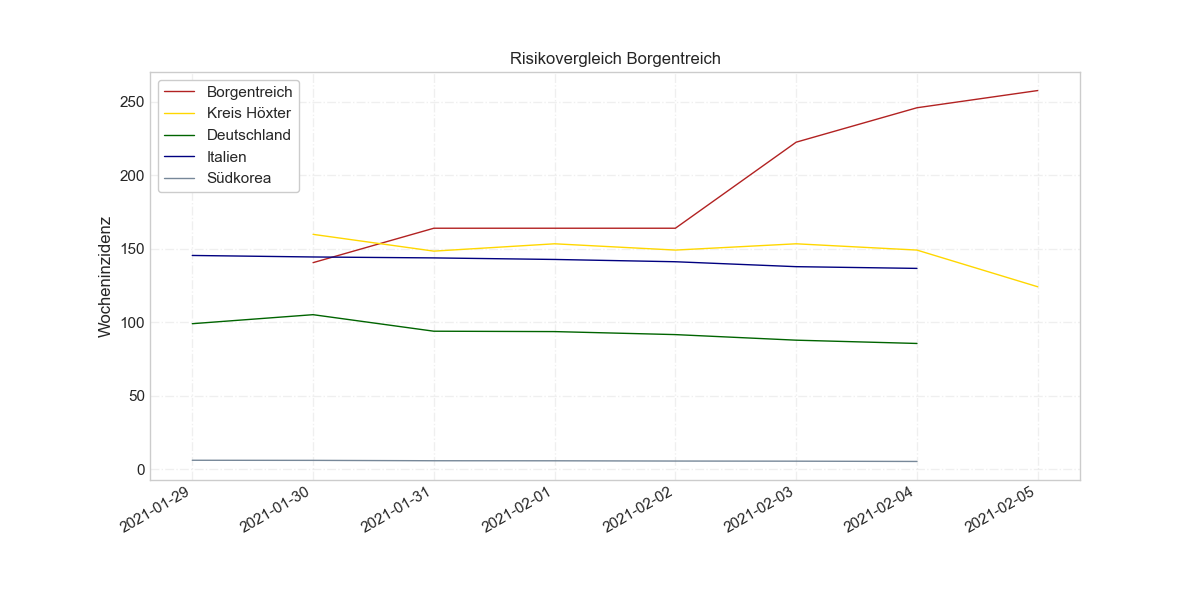 Risikovergleich Borgentreich
Borgentreich
Kreis Höxter
Deutschland
Italien
Südkorea
Wocheninzidenz
250
200
150
100
50
0
2021-01-29
2021-01-30
2021-01-31
2021-02-01
2021-02-02
2021-02-03
2021-02-04
2021-02-05